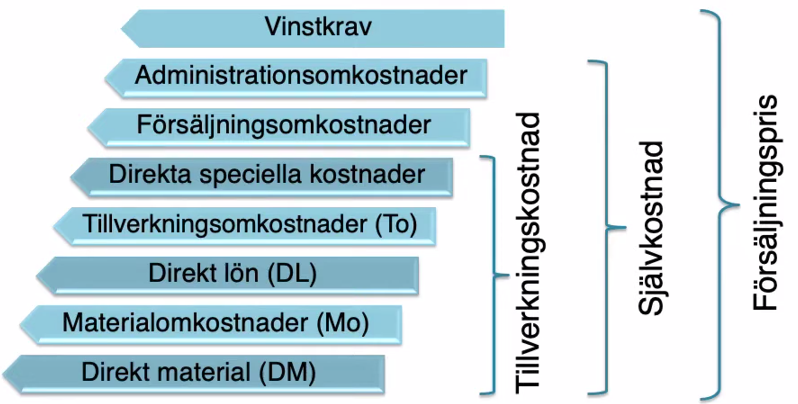 Vinstkrav
Administrationsomkostnader
Försäljningsomkostnader
Direkta speciella kostnader
Tillverkningsomkostnader (To)
Direkt lön (DL)
Materialomkostnader (Mo)
Direkt material (DM)
Tillverkningskostnad
Självkostnad
Försäljningspris